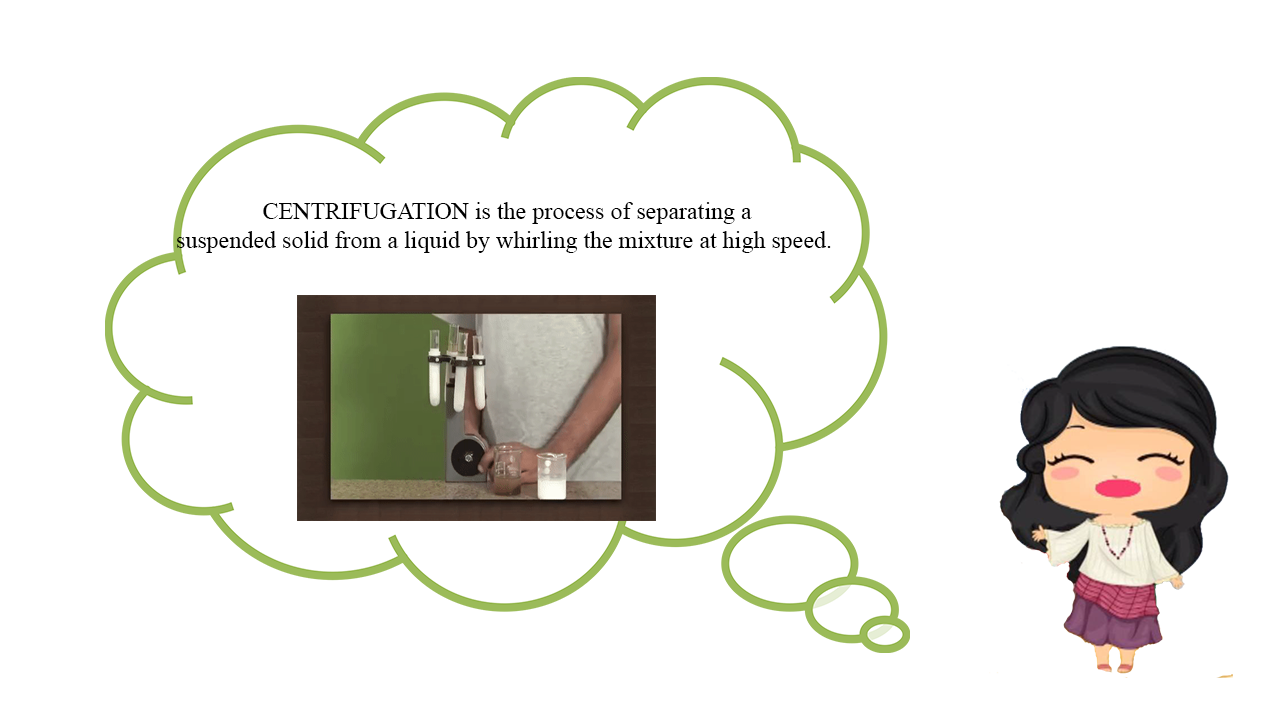 CENTRIFUGATION is the process of separating a
suspended solid from a liquid by whirling the mixture at high speed.